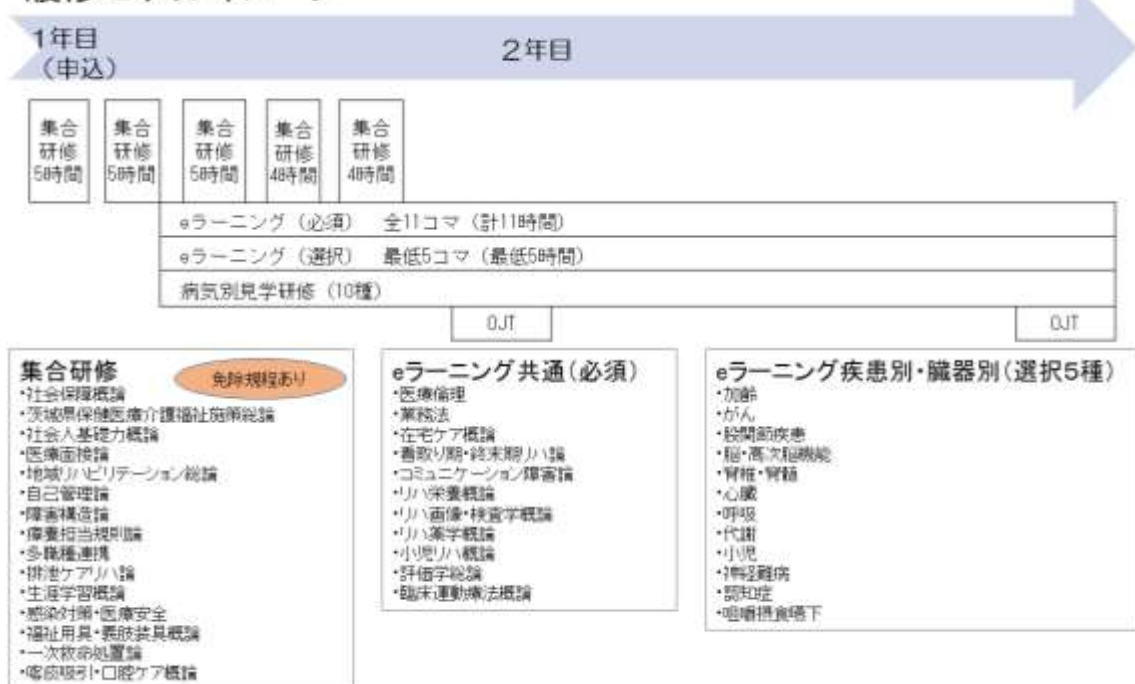 1年目
（申込）
2年目
集合
研修
5時間
集合
研修
5時間
集合
研修
5時間
集合
研修
4時間
集合
研修
4時間
eラーニング（必須）　全11コマ（計11時間）
eラーニング（選択）　最低5コマ（最低5時間）
病気別見学研修（10種）
OJT
OJT
集合研修
免除規程あり
・社会保障概論
・茨城県保健医療介護福祉施策総論
・社会人基礎力概論
・医療面接論
・地域リハビリテーション総論
・自己管理論
・障害構造論
・療養担当規則論
・多職種連携
・排泄ケアリハ論
・生涯学習概論
・感染対策・医療安全
・福祉用具・義肢装具概論
・一次救命処置論
・喀痰吸引・口腔ケア概論
eラーニング共通（必須）
・医療倫理
・業務法
・在宅ケア概論
・看取り期・終末期リハ論
・コミュニケーション障害論
・リハ栄養概論
・リハ画像・検査学概論
・リハ薬学概論
・小児リハ概論
・評価学総論
・臨床運動療法概論
eラーニング疾患別・臓器別（選択5種）
・加齢
・がん
・股関節疾患
・脳・高次脳機能
・脊椎・脊髄
・心臓
・呼吸
・代謝
・小児
・神経難病
・認知症
・咀嚼摂食嚥下